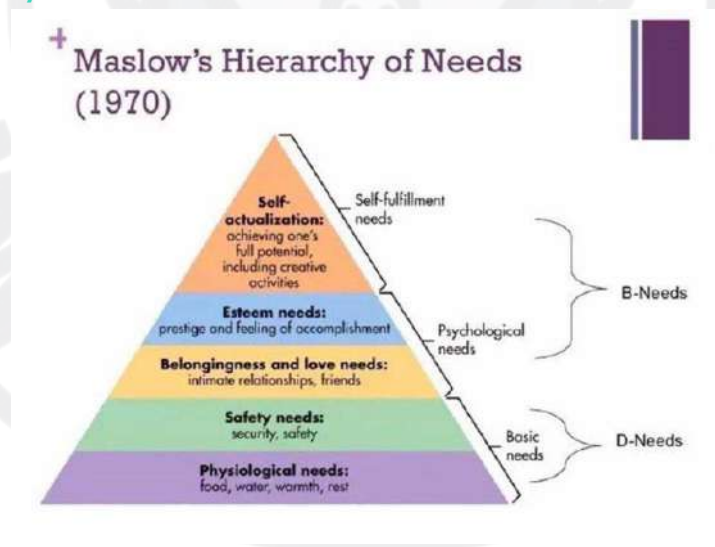 +
Maslow's Hierarchy of Needs
(1970)
Self-
actualization:
achieving one's
full potential,
including creative
activities
Self-fulfillment
needs
B-Needs
Esteem needs:
prestige and feeling of accomplishment
Psychological
needs
Belongingness and love needs:
intimate relationships, friends
Safety needs:
security, safety
Basic
needs
D-Needs
Physiological needs:
food, water, warmth, rest